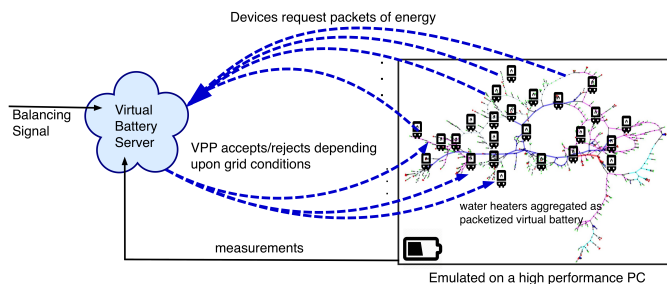 Devices request packets of energy
Balancing
Signal
Virtual
Battery
Server
VPP accepts/rejects depending
upon grid conditions
water heaters aggregated as
packetized virtual battery
measurements
Emulated on a high performance PC